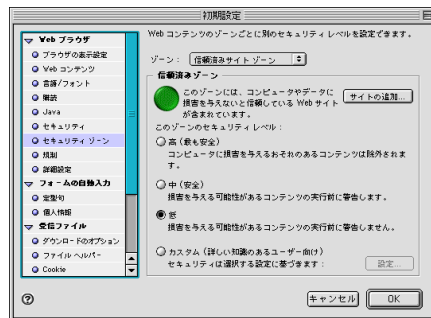 初期設定
Web ブラウザ
ブラウザの表示設定
Web コンテンツ
言語/フォント
購読
Java
セキュリティ
セキュリティ ゾーン
規制
詳細設定
フォームの自動入力
定型句
個人情報
受信ファイル
ダウンロードのオプション
ファイル ヘルパー
Cookie
Web コンテンツのゾーンごとに別のセキュリティ レベルを設定できます。
ゾーン： 信頼済みサイト ゾーン
信頼済みゾーン
このゾーンには、コンピュータやデータに
損害を与えないと信頼している Web サイト
が含まれています。
サイトの追加...
このゾーンのセキュリティ レベル：
高（最も安全）
コンピュータに損害を与えるおそれのあるコンテンツは除外されま
す。
中（安全）
損害を与える可能性があるコンテンツの実行前に警告します。
低
損害を与える可能性があるコンテンツの実行前に警告しません。
カスタム（詳しい知識のあるユーザー向け）
セキュリティは選択する設定に基づきます：
設定...
キャンセル
OK